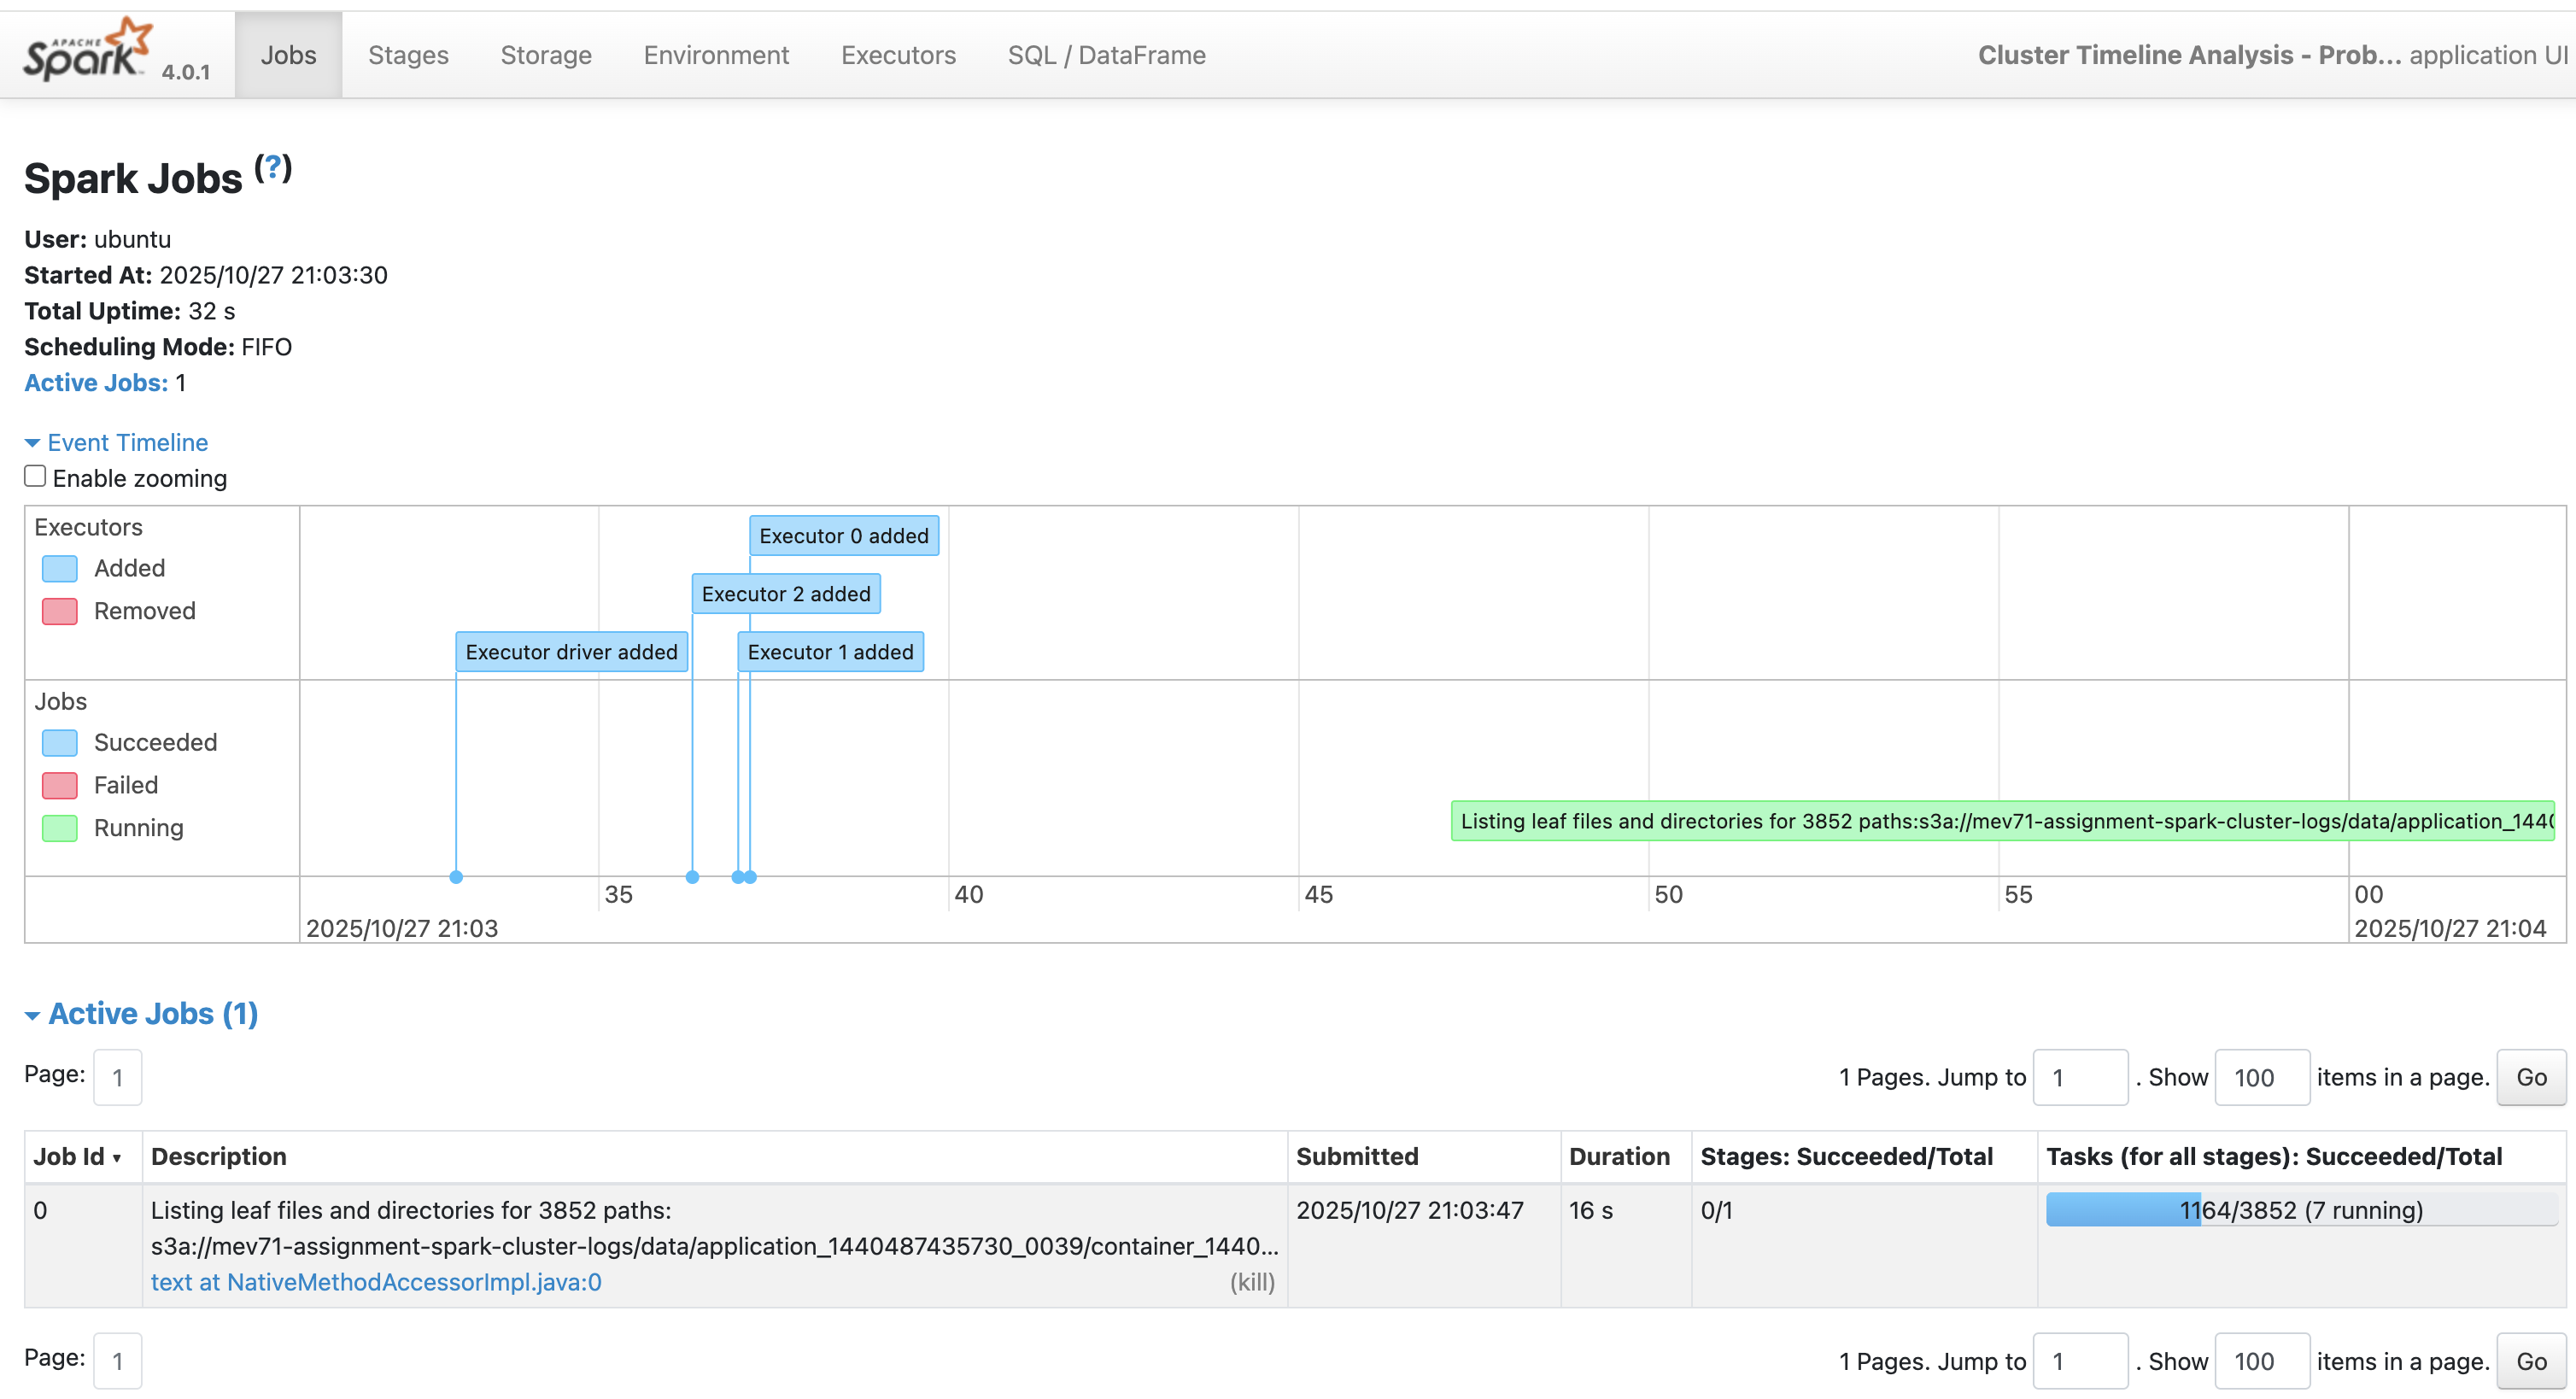 APACHE
Spark 4.0.1 Jobs Stages Storage Environment Executors SQL / DataFrame Cluster Timeline Analysis - Prob... application UI
Spark Jobs (?)
User: ubuntu
Started At: 2025/10/27 21:03:30
Total Uptime: 32 s
Scheduling Mode: FIFO
Active Jobs: 1
Event Timeline
Enable zooming
Executors
Added
Removed
Executor 0 added
Executor 2 added
Executor driver added
Executor 1 added
Jobs
Succeeded
Failed
Running
Listing leaf files and directories for 3852 paths:s3a://mev71-assignment-spark-cluster-logs/data/application_144
35 40 45 50 55 00
2025/10/27 21:03 2025/10/27 21:04
Active Jobs (1)
Page: 1 1 Pages. Jump to 1 . Show 100 items in a page. Go
Job Id ▾ Description Submitted Duration Stages: Succeeded/Total Tasks (for all stages): Succeeded/Total
0 Listing leaf files and directories for 3852 paths: 2025/10/27 21:03:47 16 s 0/1 1164/3852 (7 running)
s3a://mev71-assignment-spark-cluster-logs/data/application_1440487435730_0039/container_1440...
text at NativeMethodAccessorImpl.java:0 (kill)
Page: 1 1 Pages. Jump to 1 . Show 100 items in a page. Go